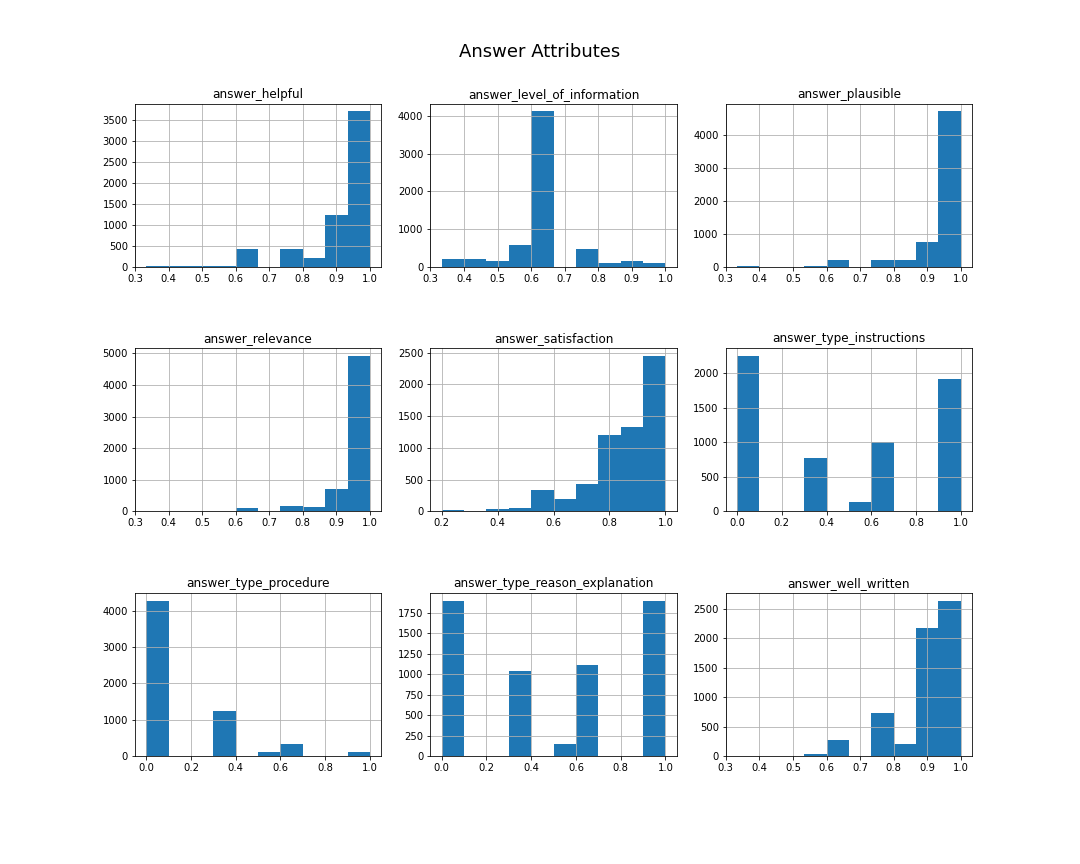 Answer Attributes
answer_helpful
3500
3000
2500
2000
1500
1000
500
0
0.3 0.4 0.5 0.6 0.7 0.8 0.9 1.0
answer_level_of_information
4000
3000
2000
1000
0
0.3 0.4 0.5 0.6 0.7 0.8 0.9 1.0
answer_plausible
4000
3000
2000
1000
0
0.3 0.4 0.5 0.6 0.7 0.8 0.9 1.0
answer_relevance
5000
4000
3000
2000
1000
0
0.3 0.4 0.5 0.6 0.7 0.8 0.9 1.0
answer_satisfaction
2500
2000
1500
1000
500
0
0.2 0.4 0.6 0.8 1.0
answer_type_instructions
2000
1500
1000
500
0
0.0 0.2 0.4 0.6 0.8 1.0
answer_type_procedure
4000
3000
2000
1000
0
0.0 0.2 0.4 0.6 0.8 1.0
answer_type_reason_explanation
1750
1500
1250
1000
750
500
250
0
0.0 0.2 0.4 0.6 0.8 1.0
answer_well_written
2500
2000
1500
1000
500
0
0.3 0.4 0.5 0.6 0.7 0.8 0.9 1.0